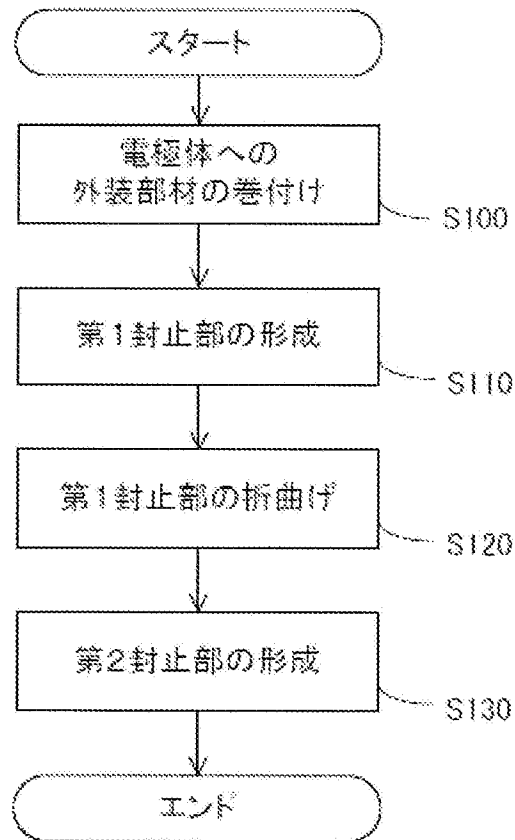 スタート
電極体への
外装部材の巻付け
S100
第1封止部の形成
S110
第1封止部の折曲げ
S120
第2封止部の形成
S130
エンド